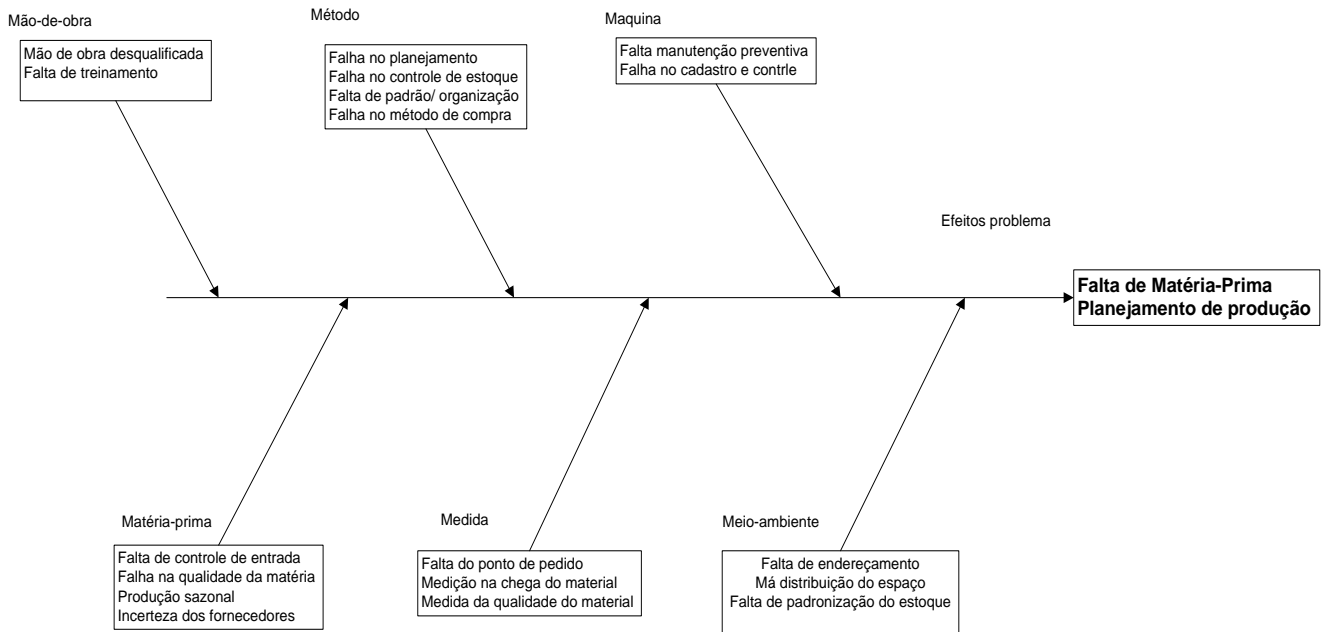 Mão-de-obra
Mão de obra desqualificada
Falta de treinamento
Método
Falha no planejamento
Falha no controle de estoque
Falta de padrão/ organização
Falha no método de compra
Maquina
Falta manutenção preventiva
Falha no cadastro e contrle
Efeitos problema
Falta de Matéria-Prima
Planejamento de produção
Matéria-prima
Falta de controle de entrada
Falha na qualidade da matéria
Produção sazonal
Incerteza dos fornecedores
Medida
Falta do ponto de pedido
Medição na chega do material
Medida da qualidade do material
Meio-ambiente
Falta de endereçamento
Má distribuição do espaço
Falta de padronização do estoque